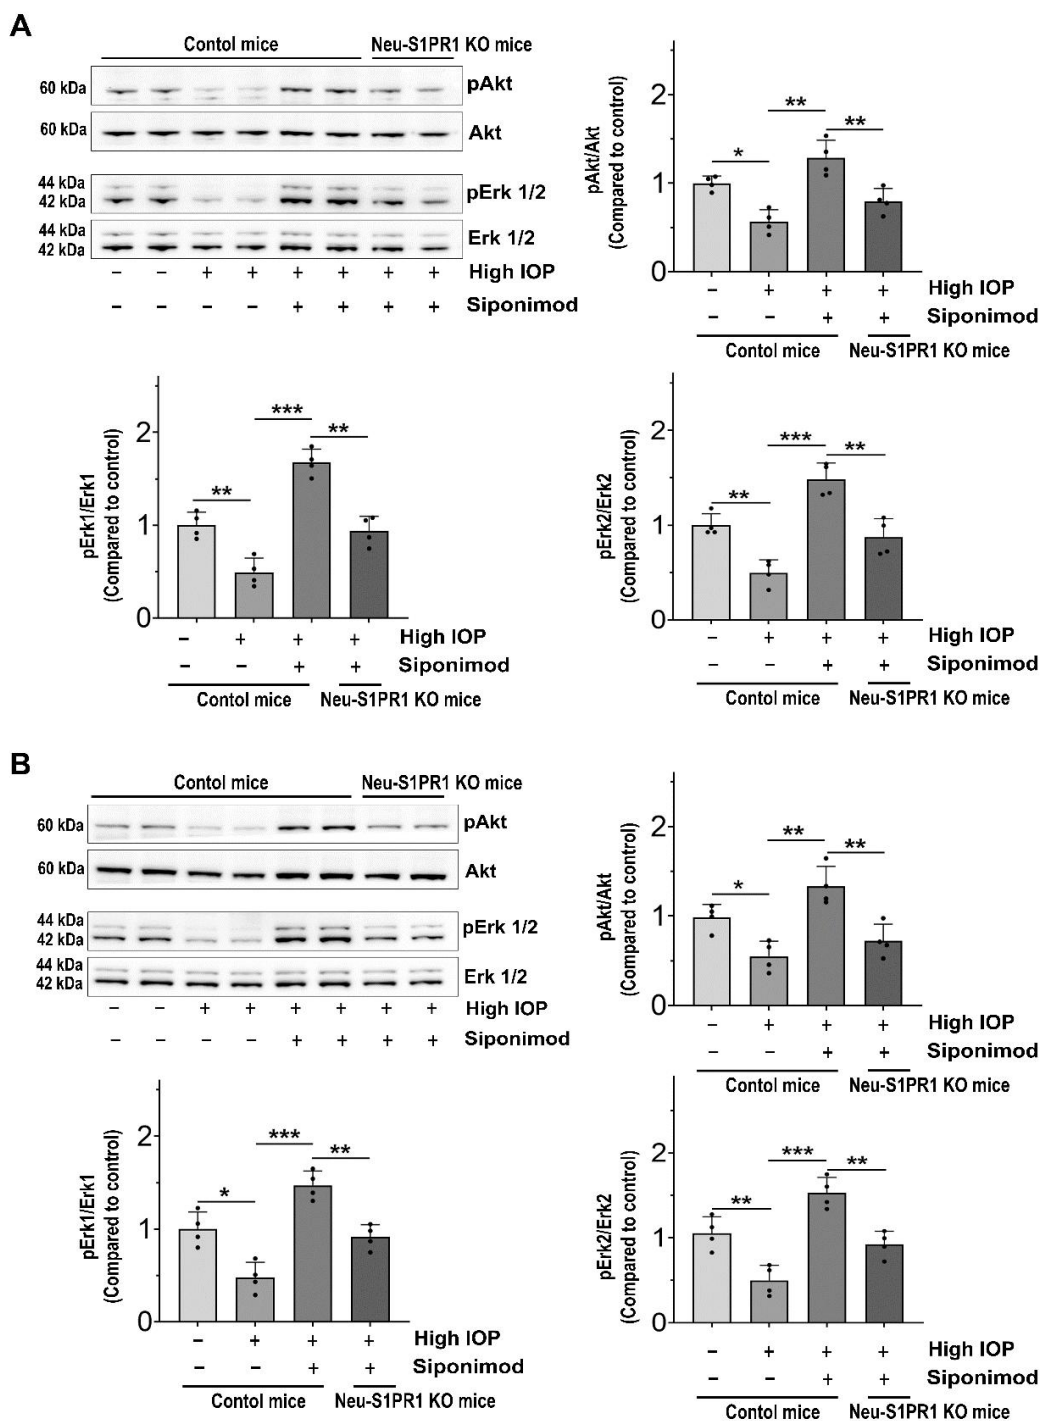 A
Contol mice Neu-S1PR1 KO mice
60 kDa pAkt
60 kDa Akt
44 kDa
42 kDa pErk 1/2
44 kDa
42 kDa Erk 1/2
− − + + + + + + High IOP
− − − − + + + + Siponimod
pAkt/Akt
(Compared to control)
2
1
0
* ** **
− + + + High IOP
− − + + Siponimod
Contol mice Neu-S1PR1 KO mice
pErk1/Erk1
(Compared to control)
2
1
0
** *** **
− + + + High IOP
− − + + Siponimod
Contol mice Neu-S1PR1 KO mice
pErk2/Erk2
(Compared to control)
2
1
0
** *** **
− + + + High IOP
− − + + Siponimod
Contol mice Neu-S1PR1 KO mice
B
Contol mice Neu-S1PR1 KO mice
60 kDa pAkt
60 kDa Akt
44 kDa
42 kDa pErk 1/2
44 kDa
42 kDa Erk 1/2
− − + + + + + + High IOP
− − − − + + + + Siponimod
pAkt/Akt
(Compared to control)
2
1
0
* ** **
− + + + High IOP
− − + + Siponimod
Contol mice Neu-S1PR1 KO mice
pErk1/Erk1
(Compared to control)
2
1
0
* *** **
− + + + High IOP
− − + + Siponimod
Contol mice Neu-S1PR1 KO mice
pErk2/Erk2
(Compared to control)
2
1
0
** *** **
− + + + High IOP
− − + + Siponimod
Contol mice Neu-S1PR1 KO mice